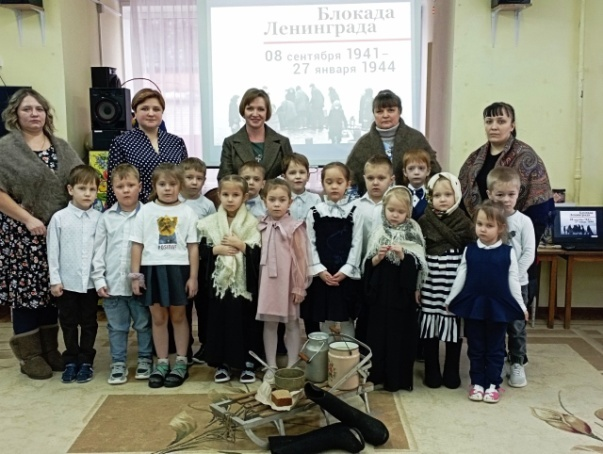 Блокада
Ленинграда
08 сентября 1941–
27 января 1944